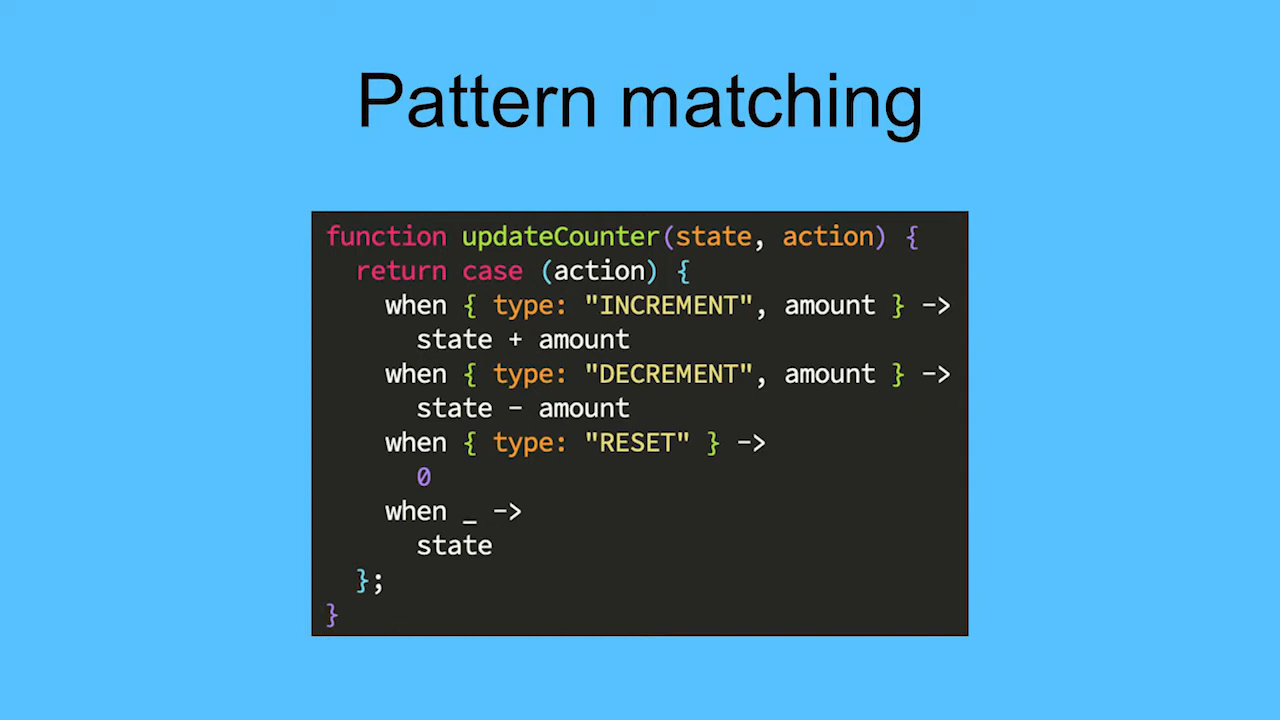 Pattern matching
function updateCounter(state, action) {
  return case (action) {
    when { type: "INCREMENT", amount } ->
      state + amount
    when { type: "DECREMENT", amount } ->
      state - amount
    when { type: "RESET" } ->
      0
    when _ ->
      state
  };
}